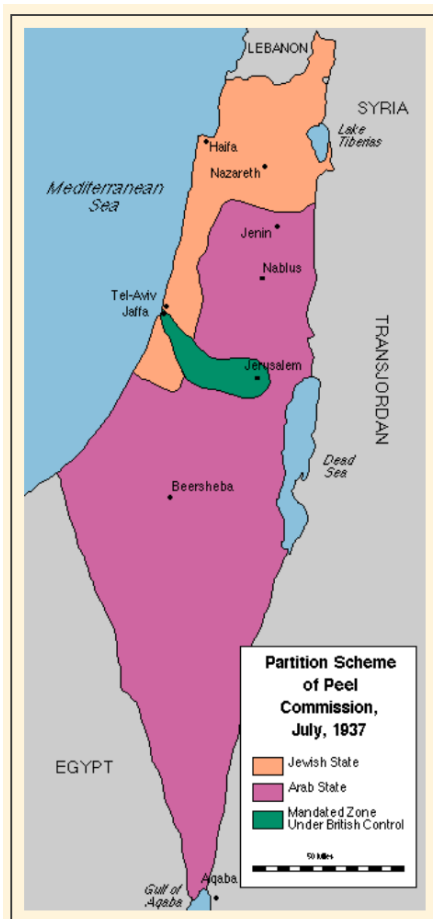 LEBANON
SYRIA
Lake
Tiberias
Haifa
Nazareth
Mediterranean
Sea
Jenin
Nablus
Tel-Aviv
Jaffa
TRANSJORDAN
Jerusalem
Dead
Sea
Beersheba
Partition Scheme
of Peel
Commission,
July, 1937
Jewish State
Arab State
Mandated Zone
Under British Control
50 Miles
EGYPT
Aqaba
Gulf of
Aqaba